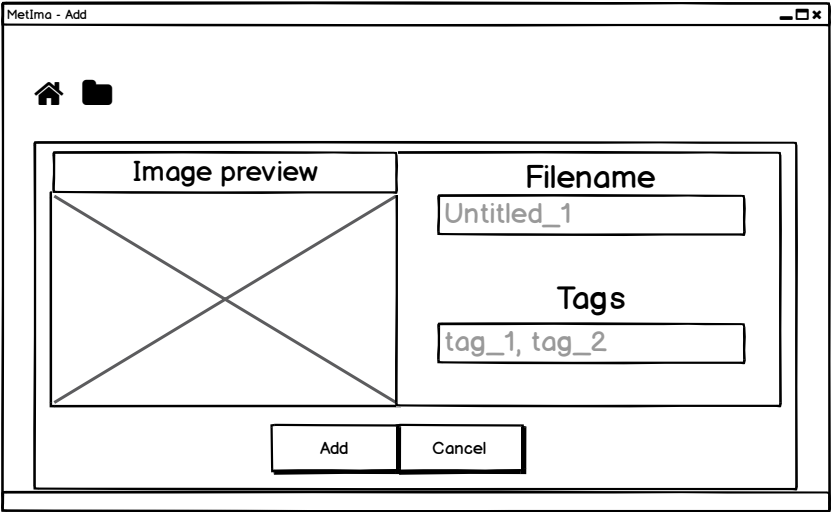 MetIma - Add
Image preview
Filename
Untitled_1
Tags
tag_1, tag_2
Add
Cancel